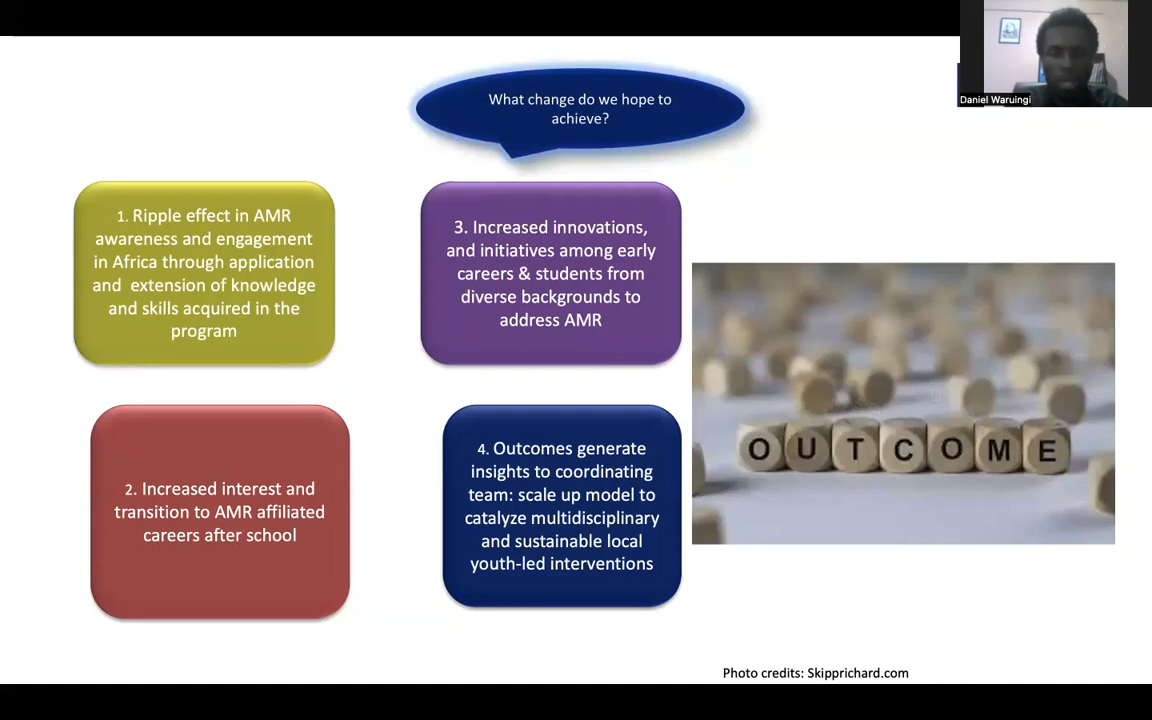 Daniel Waruingi
What change do we hope to
achieve?
1. Ripple effect in AMR
awareness and engagement
in Africa through application
and  extension of knowledge
and skills acquired in the
program
2. Increased interest and
transition to AMR affiliated
careers after school
3. Increased innovations,
and initiatives among early
careers & students from
diverse backgrounds to
address AMR
4. Outcomes generate
insights to coordinating
team: scale up model to
catalyze multidisciplinary
and sustainable local
youth-led interventions
OUTCOME
Photo credits: Skipprichard.com